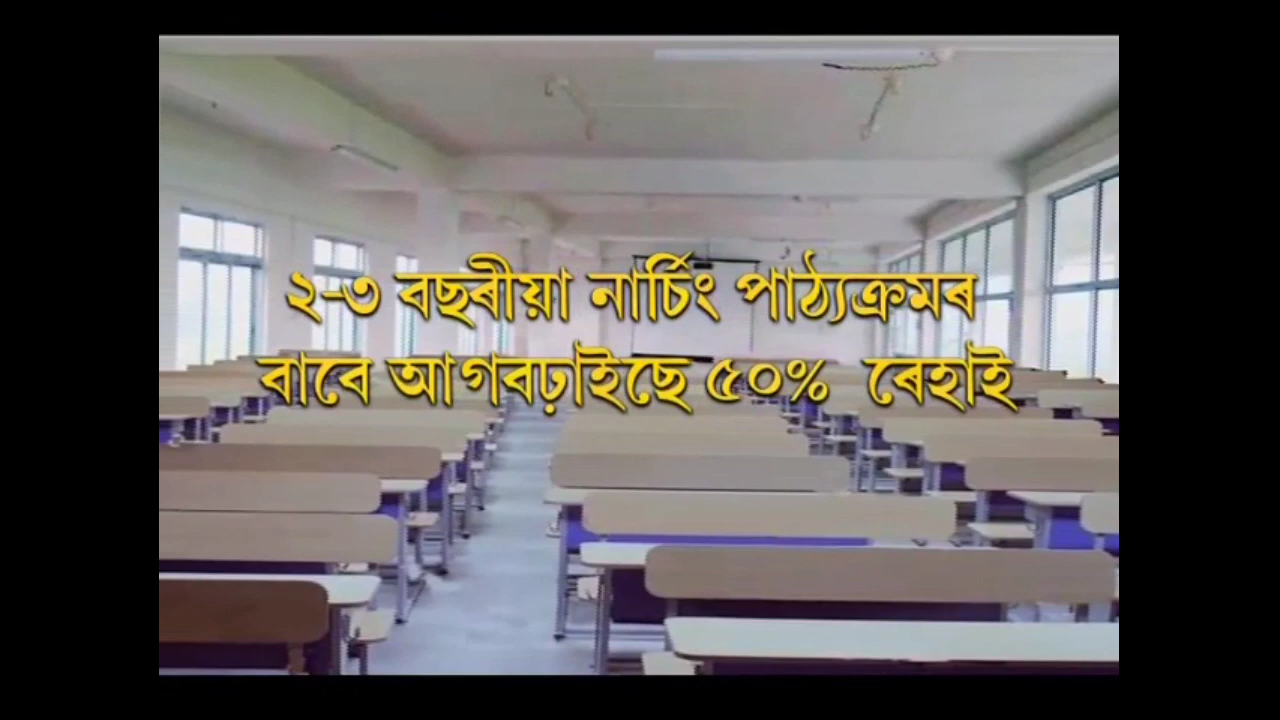 ২-৩ বছৰীয়া নাৰ্চিং পাঠ্যক্ৰমৰ
বাবে আগবঢ়াইছে ৫০% ৰেহাই